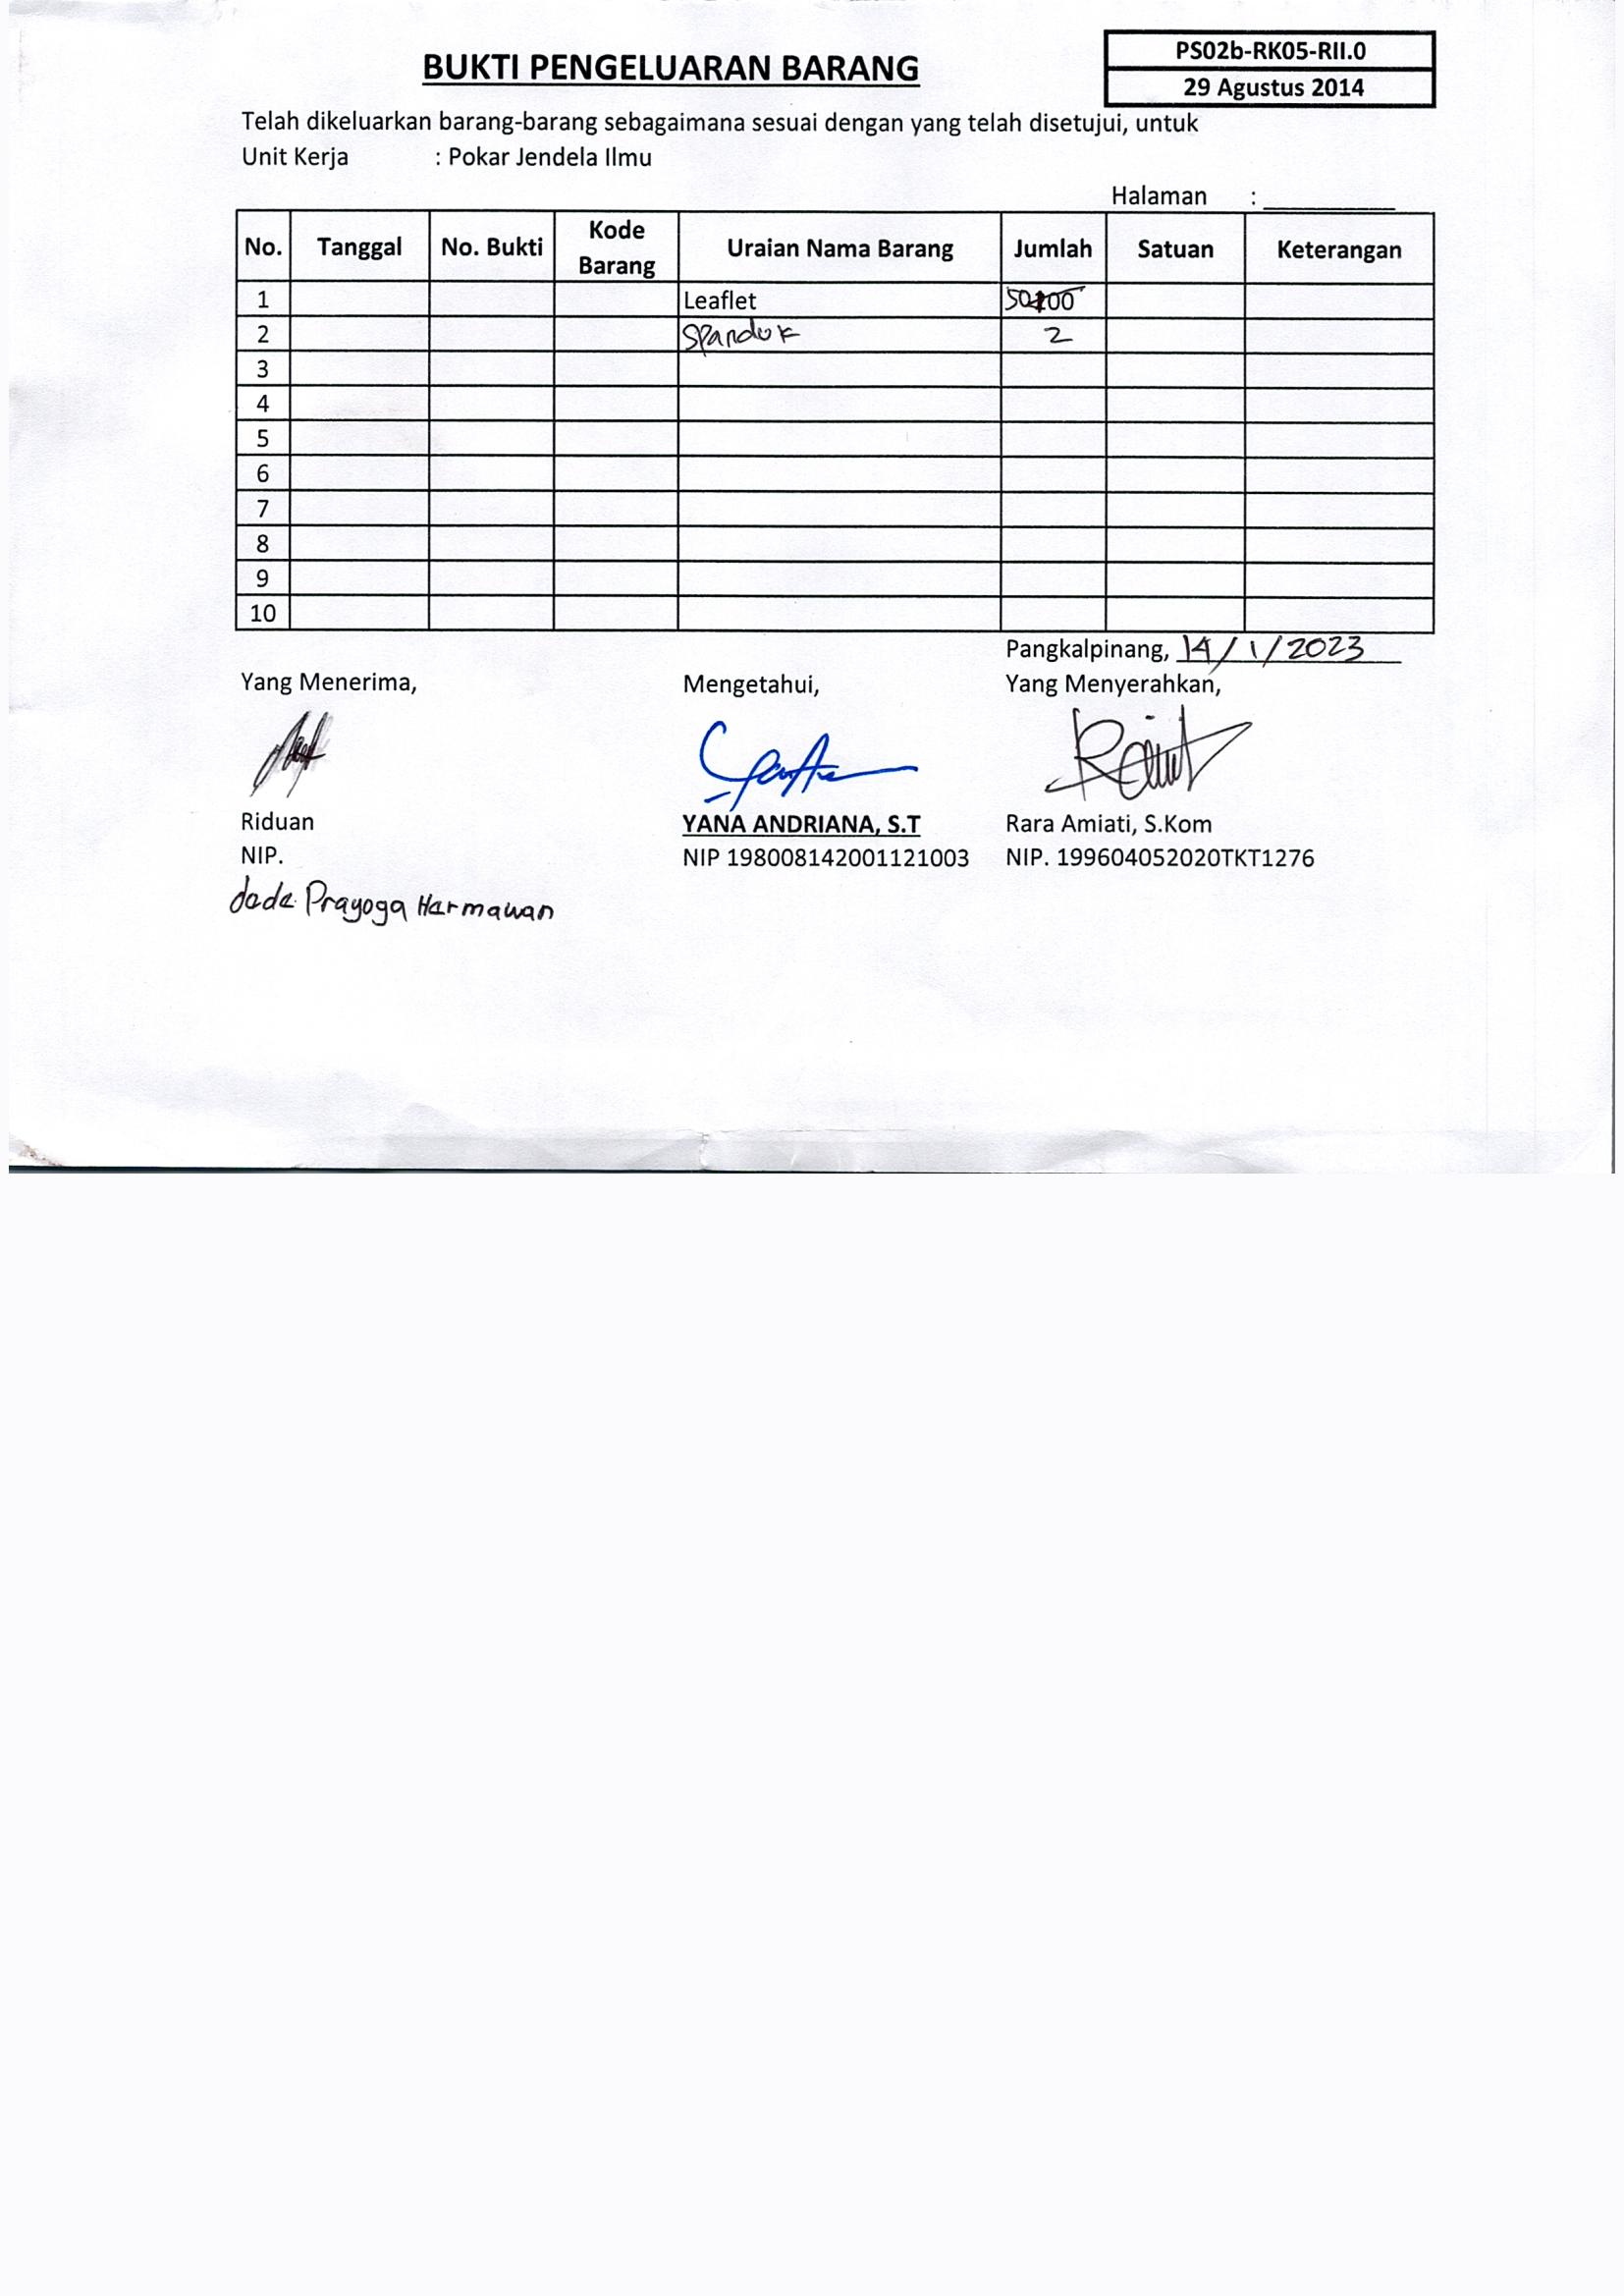 PS02b-RK05-RII.0
BUKTI PENGELUARAN BARANG
29 Agustus 2014
Telah dikeluarkan barang-barang sebagaimana sesuai dengan yang telah disetujui, untuk
Unit Kerja : Pokar Jendela Ilmu
Halaman : 
No. Tanggal No. Bukti Kode Barang Uraian Nama Barang Jumlah Satuan Keterangan
1 Leaflet 50
2 Spanduk 2
3
4
5
6
7
8
9
10
Pangkalpinang, 14/1/2023
Yang Menerima, Mengetahui, Yang Menyerahkan,
Riduan YANA ANDRIANA, S.T Rara Amiati, S.Kom
NIP. NIP 198008142001121003 NIP. 199604052020TKT1276
Prayoga Harmawan